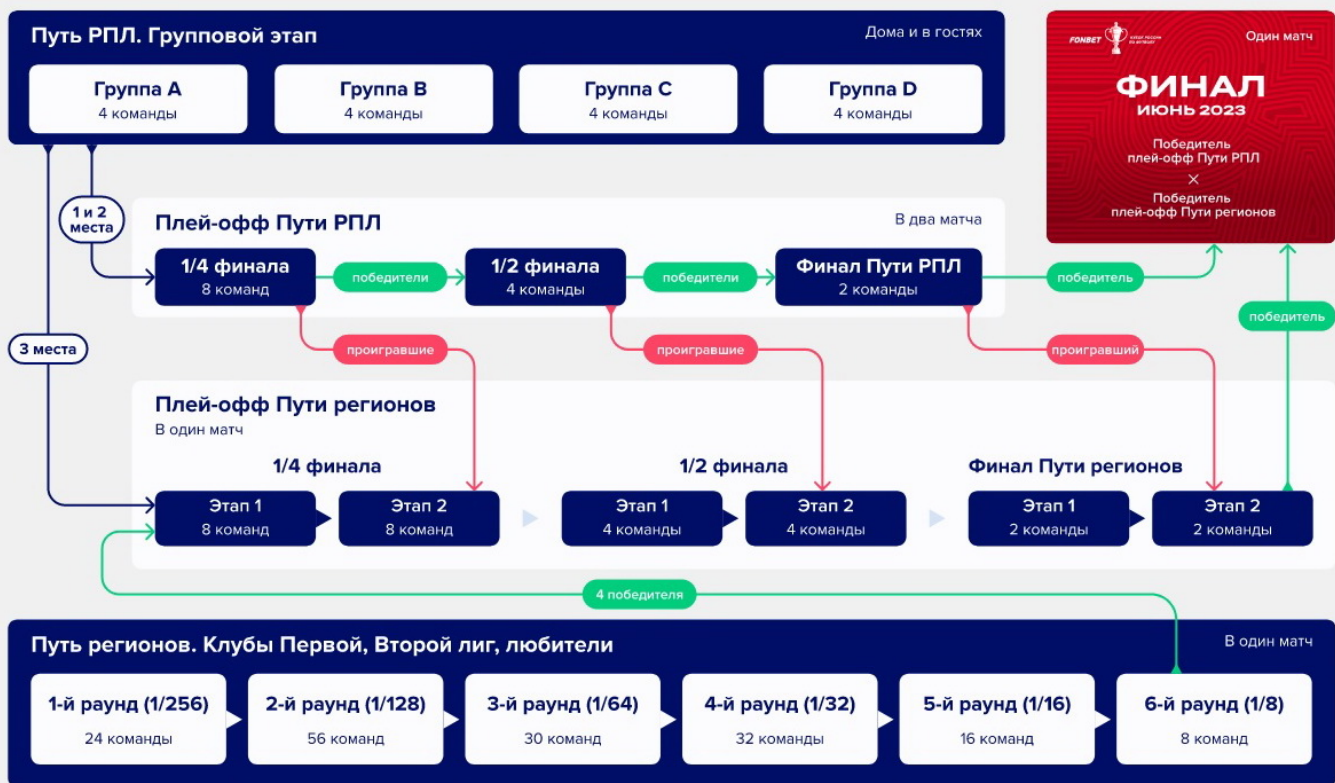 Путь РПЛ. Групповой этап
Дома и в гостях
Группа A
4 команды
Группа B
4 команды
Группа C
4 команды
Группа D
4 команды
FONBET
КУБОК РОССИИ
ПО ФУТБОЛУ
Один матч
ФИНАЛ
ИЮНЬ 2023
Победитель
плей-офф Пути РПЛ
×
Победитель
плей-офф Пути регионов
1 и 2
места
3 места
Плей-офф Пути РПЛ
В два матча
1/4 финала
8 команд
победители
1/2 финала
4 команды
победители
Финал Пути РПЛ
2 команды
победитель
победитель
проигравшие
проигравшие
проигравший
Плей-офф Пути регионов
В один матч
1/4 финала
Этап 1
8 команд
Этап 2
8 команд
1/2 финала
Этап 1
4 команды
Этап 2
4 команды
Финал Пути регионов
Этап 1
2 команды
Этап 2
2 команды
4 победителя
Путь регионов. Клубы Первой, Второй лиг, любители
В один матч
1-й раунд (1/256)
24 команды
2-й раунд (1/128)
56 команд
3-й раунд (1/64)
30 команд
4-й раунд (1/32)
32 команды
5-й раунд (1/16)
16 команд
6-й раунд (1/8)
8 команд